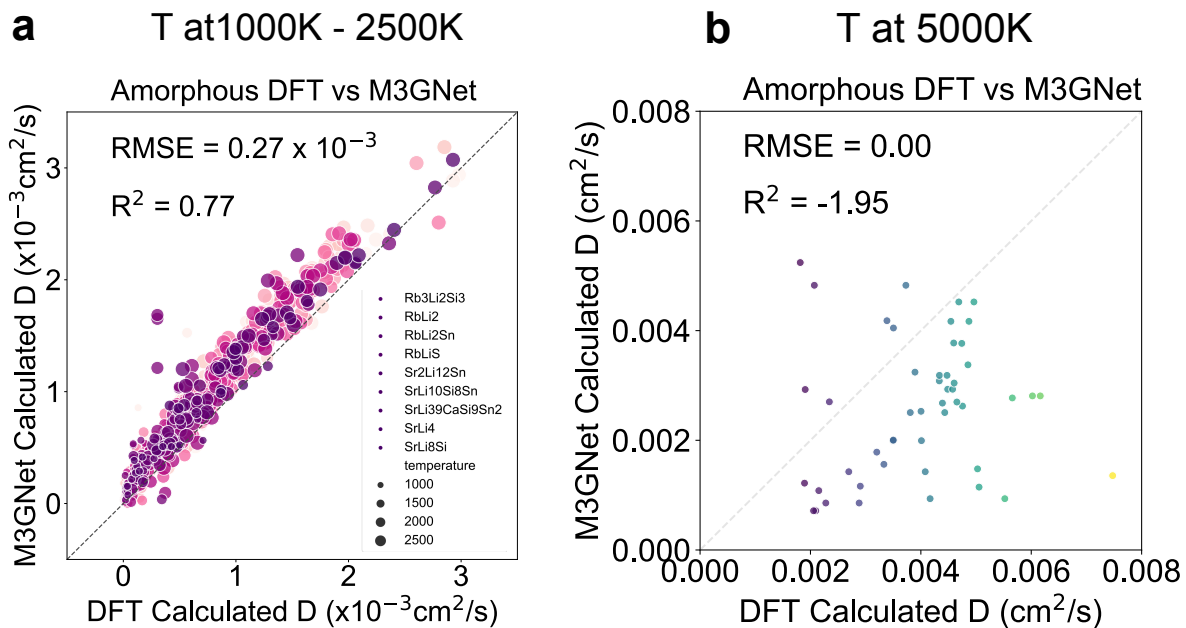 a
T at1000K - 2500K
Amorphous DFT vs M3GNet
RMSE = 0.27 x 10⁻³
R² = 0.77
M3GNet Calculated D (x10⁻³cm²/s)
3
2
1
0
Rb3Li2Si3
RbLi2
RbLi2Sn
RbLiS
Sr2Li12Sn
SrLi10Si8Sn
SrLi39CaSi9Sn2
SrLi4
SrLi8Si
temperature
1000
1500
2000
2500
0 1 2 3
DFT Calculated D (x10⁻³cm²/s)
b
T at 5000K
Amorphous DFT vs M3GNet
RMSE = 0.00
R² = -1.95
M3GNet Calculated D (cm²/s)
0.008
0.006
0.004
0.002
0.000
0.000 0.002 0.004 0.006 0.008
DFT Calculated D (cm²/s)